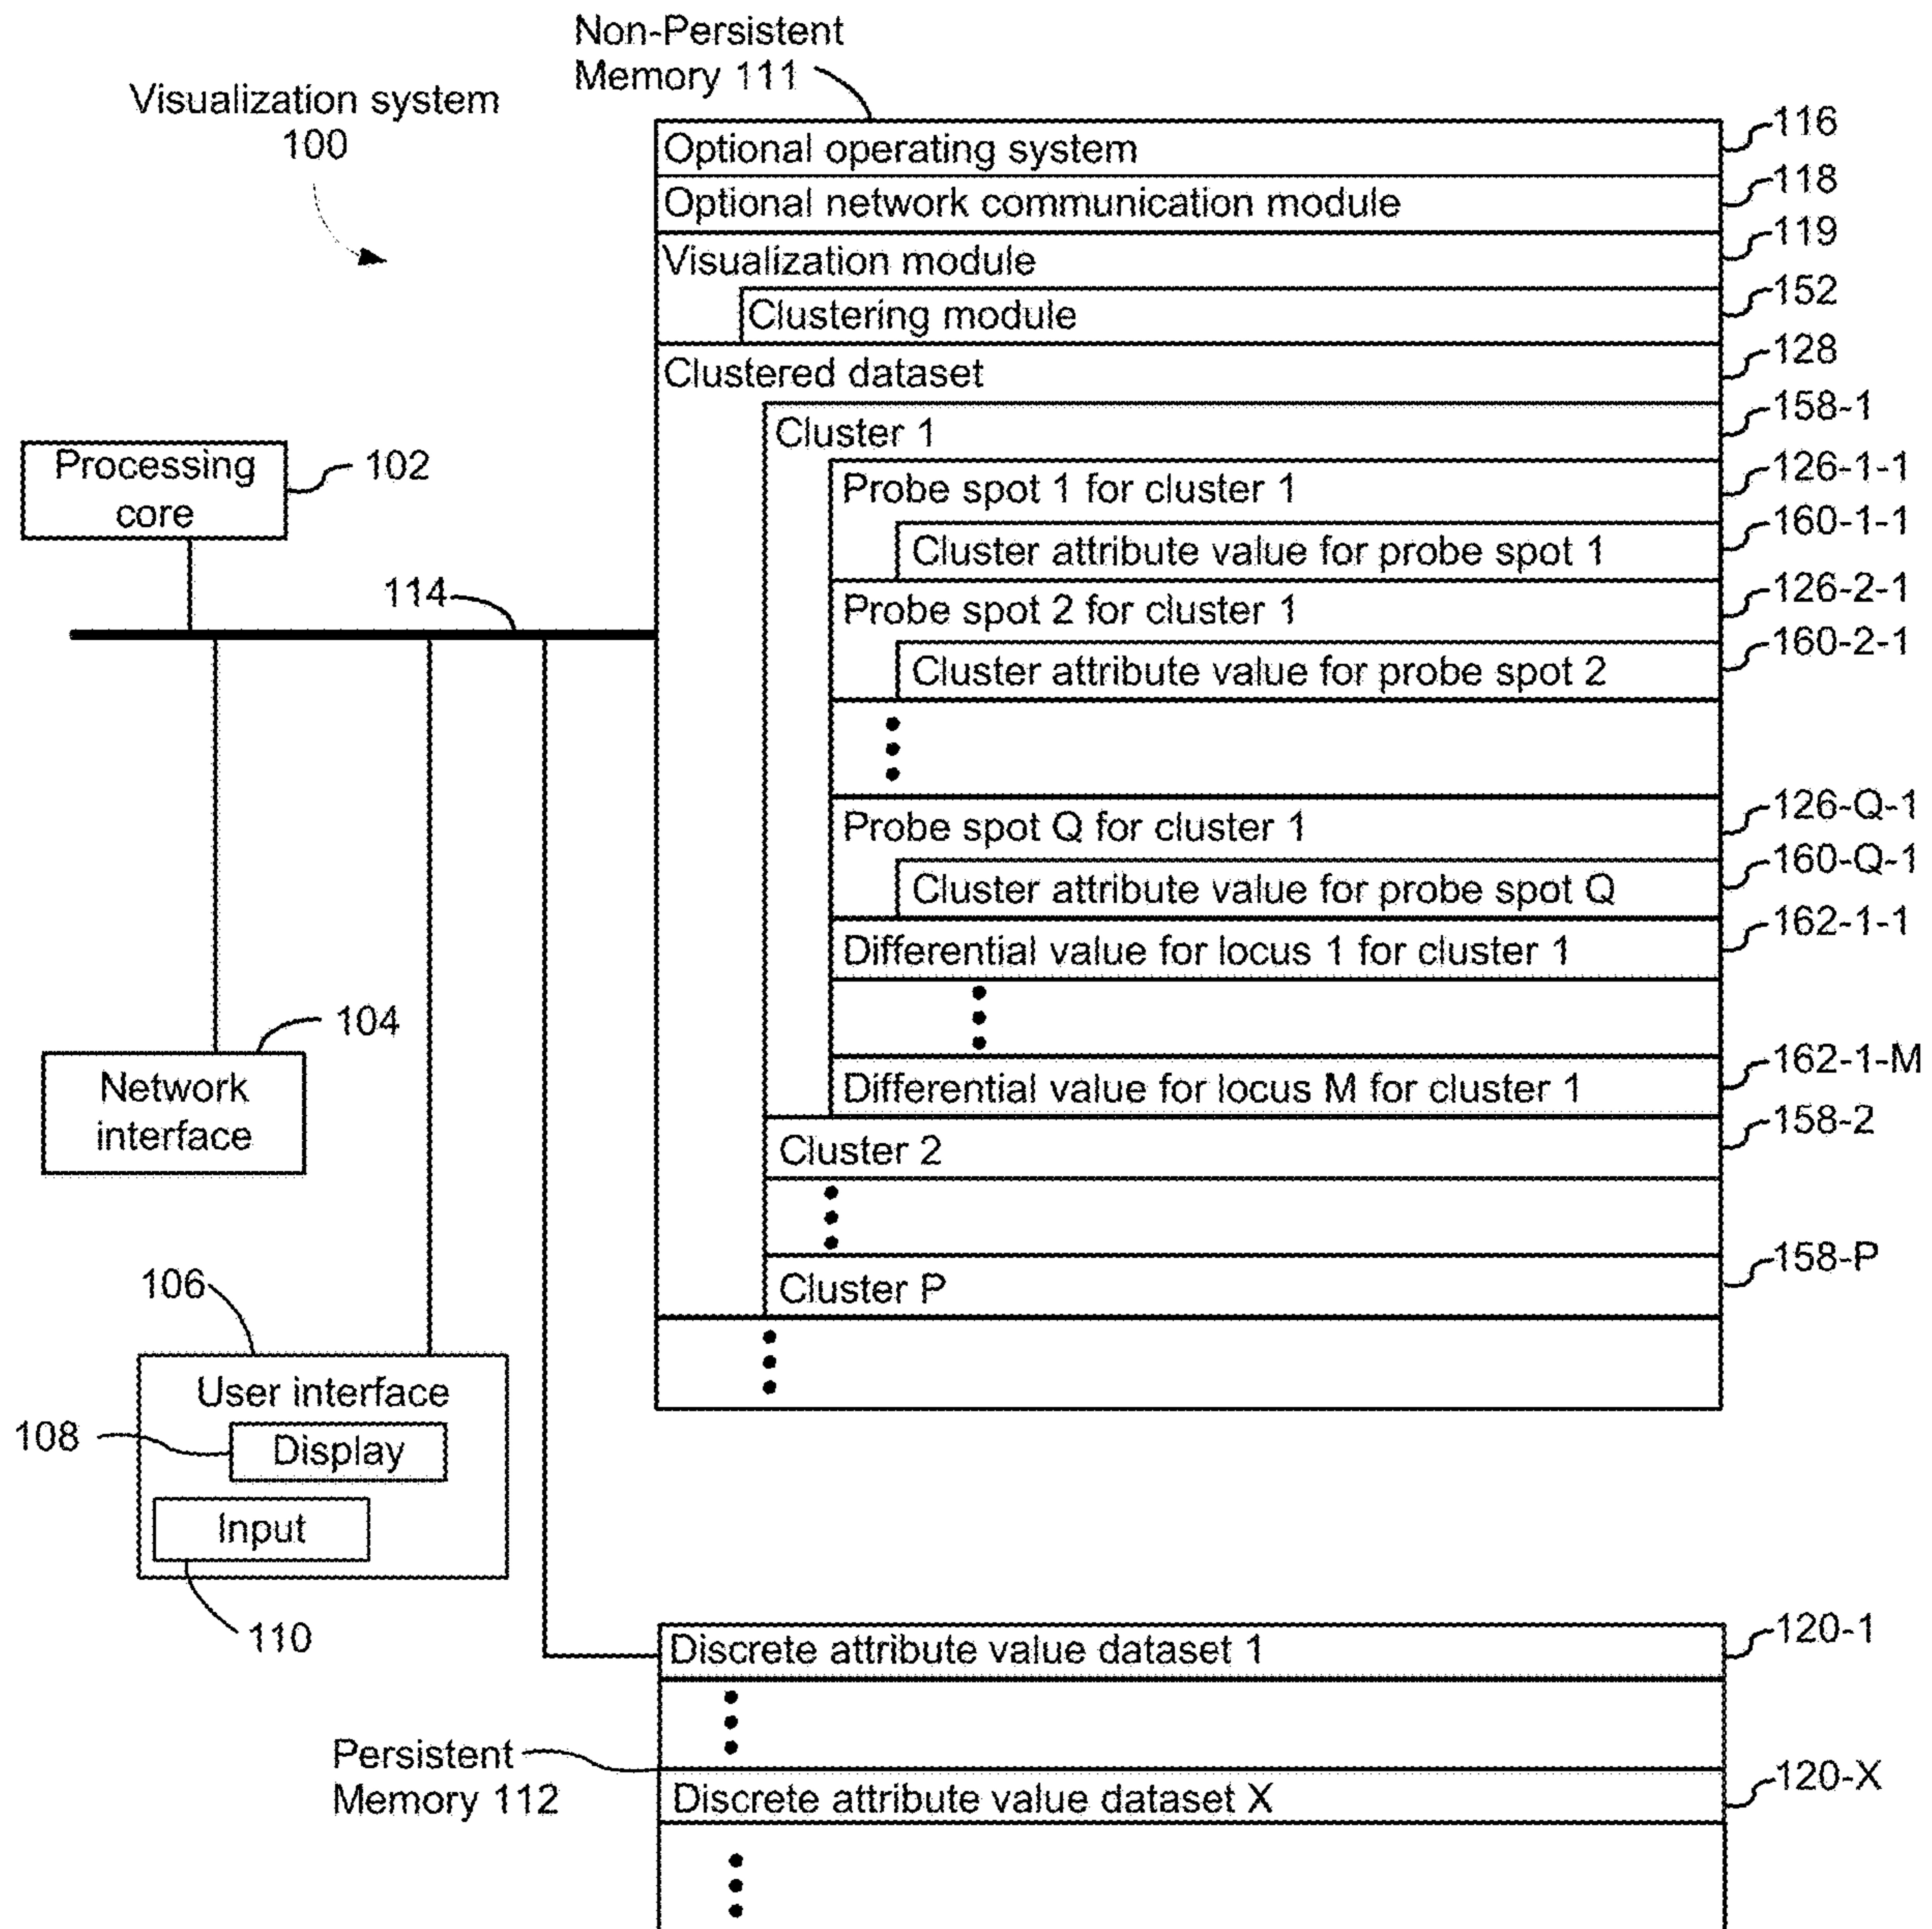 Non-Persistent
Memory 111
Visualization system
100
Optional operating system
116
Optional network communication module
118
Visualization module
119
Clustering module
152
Clustered dataset
128
Cluster 1
158-1
Processing
core
102
Probe spot 1 for cluster 1
126-1-1
Cluster attribute value for probe spot 1
160-1-1
114
Probe spot 2 for cluster 1
126-2-1
Cluster attribute value for probe spot 2
160-2-1
Probe spot Q for cluster 1
126-Q-1
Cluster attribute value for probe spot Q
160-Q-1
Differential value for locus 1 for cluster 1
162-1-1
104
Network
interface
Differential value for locus M for cluster 1
162-1-M
Cluster 2
158-2
Cluster P
158-P
106
User interface
108
Display
Input
110
Discrete attribute value dataset 1
120-1
Persistent
Memory 112
Discrete attribute value dataset X
120-X